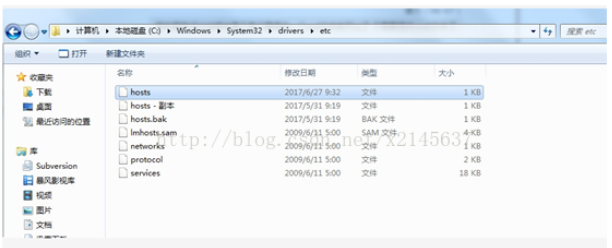 计算机 ▸ 本地磁盘 (C:) ▸ Windows ▸ System32 ▸ drivers ▸ etc
搜索 etc
组织 打开 新建文件夹
名称 修改日期 类型 大小
收藏夹
下载
桌面
最近访问的位置
库
Subversion
暴风影视库
视频
图片
文档
hosts 2017/6/27 9:32 文件 1 KB
hosts - 副本 2017/5/31 9:19 文件 1 KB
hosts.bak 2017/5/31 9:19 BAK 文件 1 KB
lmhosts.sam 2009/6/11 5:00 SAM 文件 4 KB
networks 2009/6/11 5:00 文件 1 KB
protocol 2009/6/11 5:00 文件 2 KB
services 2009/6/11 5:00 文件 18 KB